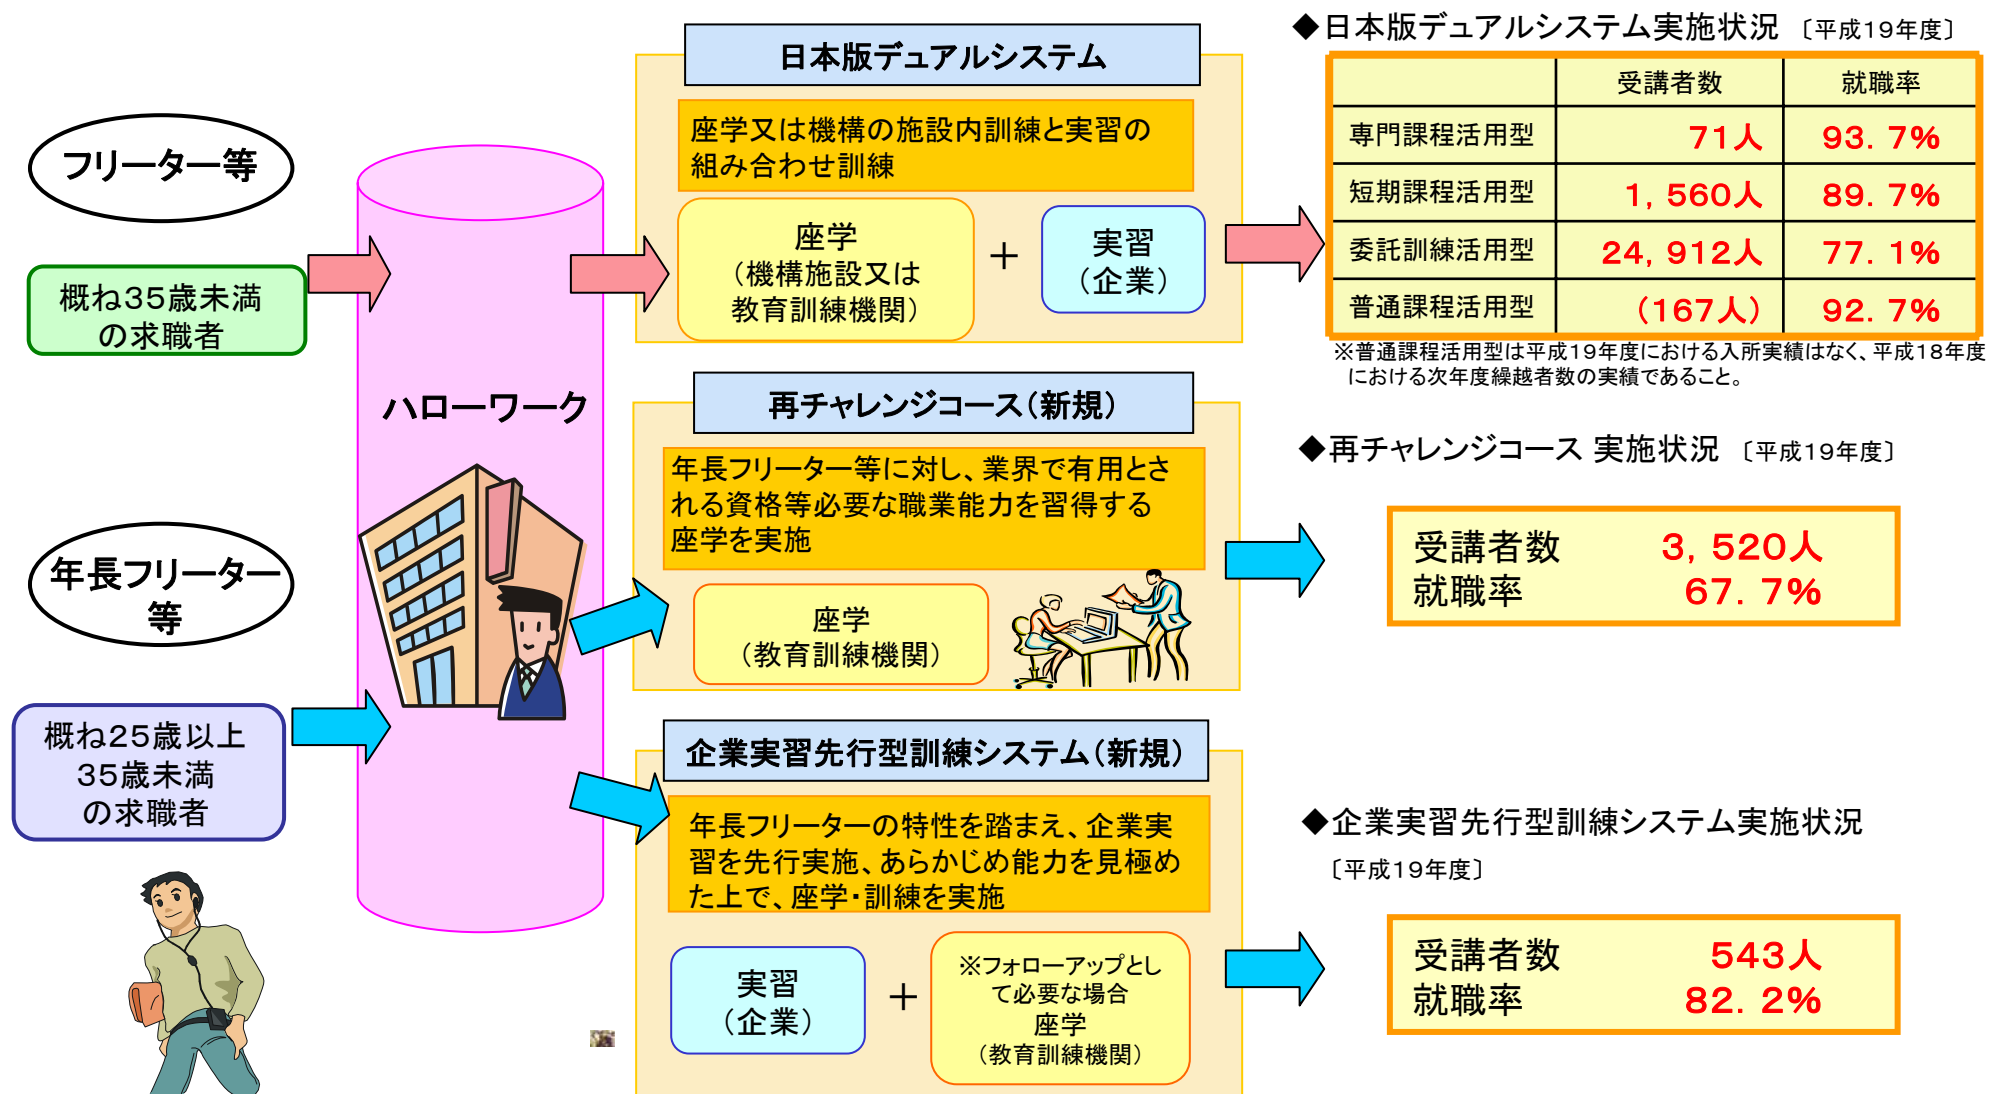 フリーター等
概ね35歳未満
の求職者
年長フリーター
等
概ね25歳以上
35歳未満
の求職者
ハローワーク
日本版デュアルシステム
座学又は機構の施設内訓練と実習の
組み合わせ訓練
座学
（機構施設又は
教育訓練機関）
＋
実習
（企業）
再チャレンジコース（新規）
年長フリーター等に対し、業界で有用とさ
れる資格等必要な職業能力を習得する
座学を実施
座学
（教育訓練機関）
企業実習先行型訓練システム（新規）
年長フリーターの特性を踏まえ、企業実
習を先行実施、あらかじめ能力を見極め
た上で、座学・訓練を実施
実習
（企業）
＋
※フォローアップとし
て必要な場合
座学
（教育訓練機関）
◆日本版デュアルシステム実施状況 〔平成19年度〕
受講者数 就職率
専門課程活用型 71人 93．7%
短期課程活用型 1，560人 89．7%
委託訓練活用型 24，912人 77．1%
普通課程活用型 （167人） 92．7%
※普通課程活用型は平成19年度における入所実績はなく、平成18年度
における次年度繰越者数の実績であること。
◆再チャレンジコース 実施状況 〔平成19年度〕
受講者数 3，520人
就職率 67．7%
◆企業実習先行型訓練システム実施状況
〔平成19年度〕
受講者数 543人
就職率 82．2%